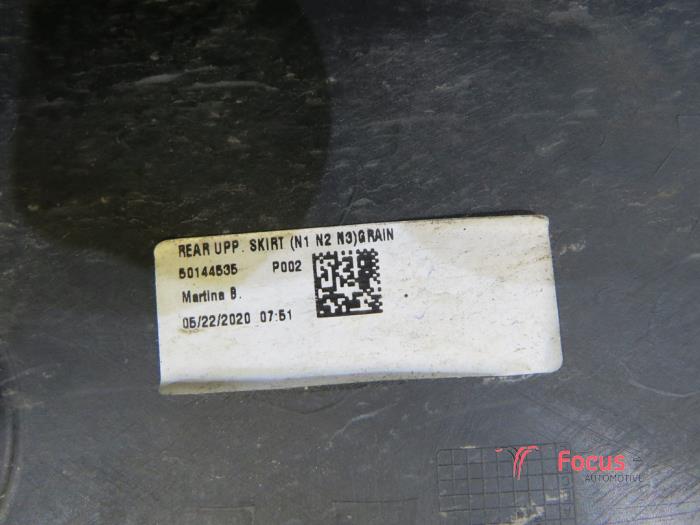 REAR UPP. SKIRT (N1 N2 N3)GRAIN
50144535 P002
Martina B.
05/22/2020 07:51
Focus
AUTOMOTIVE